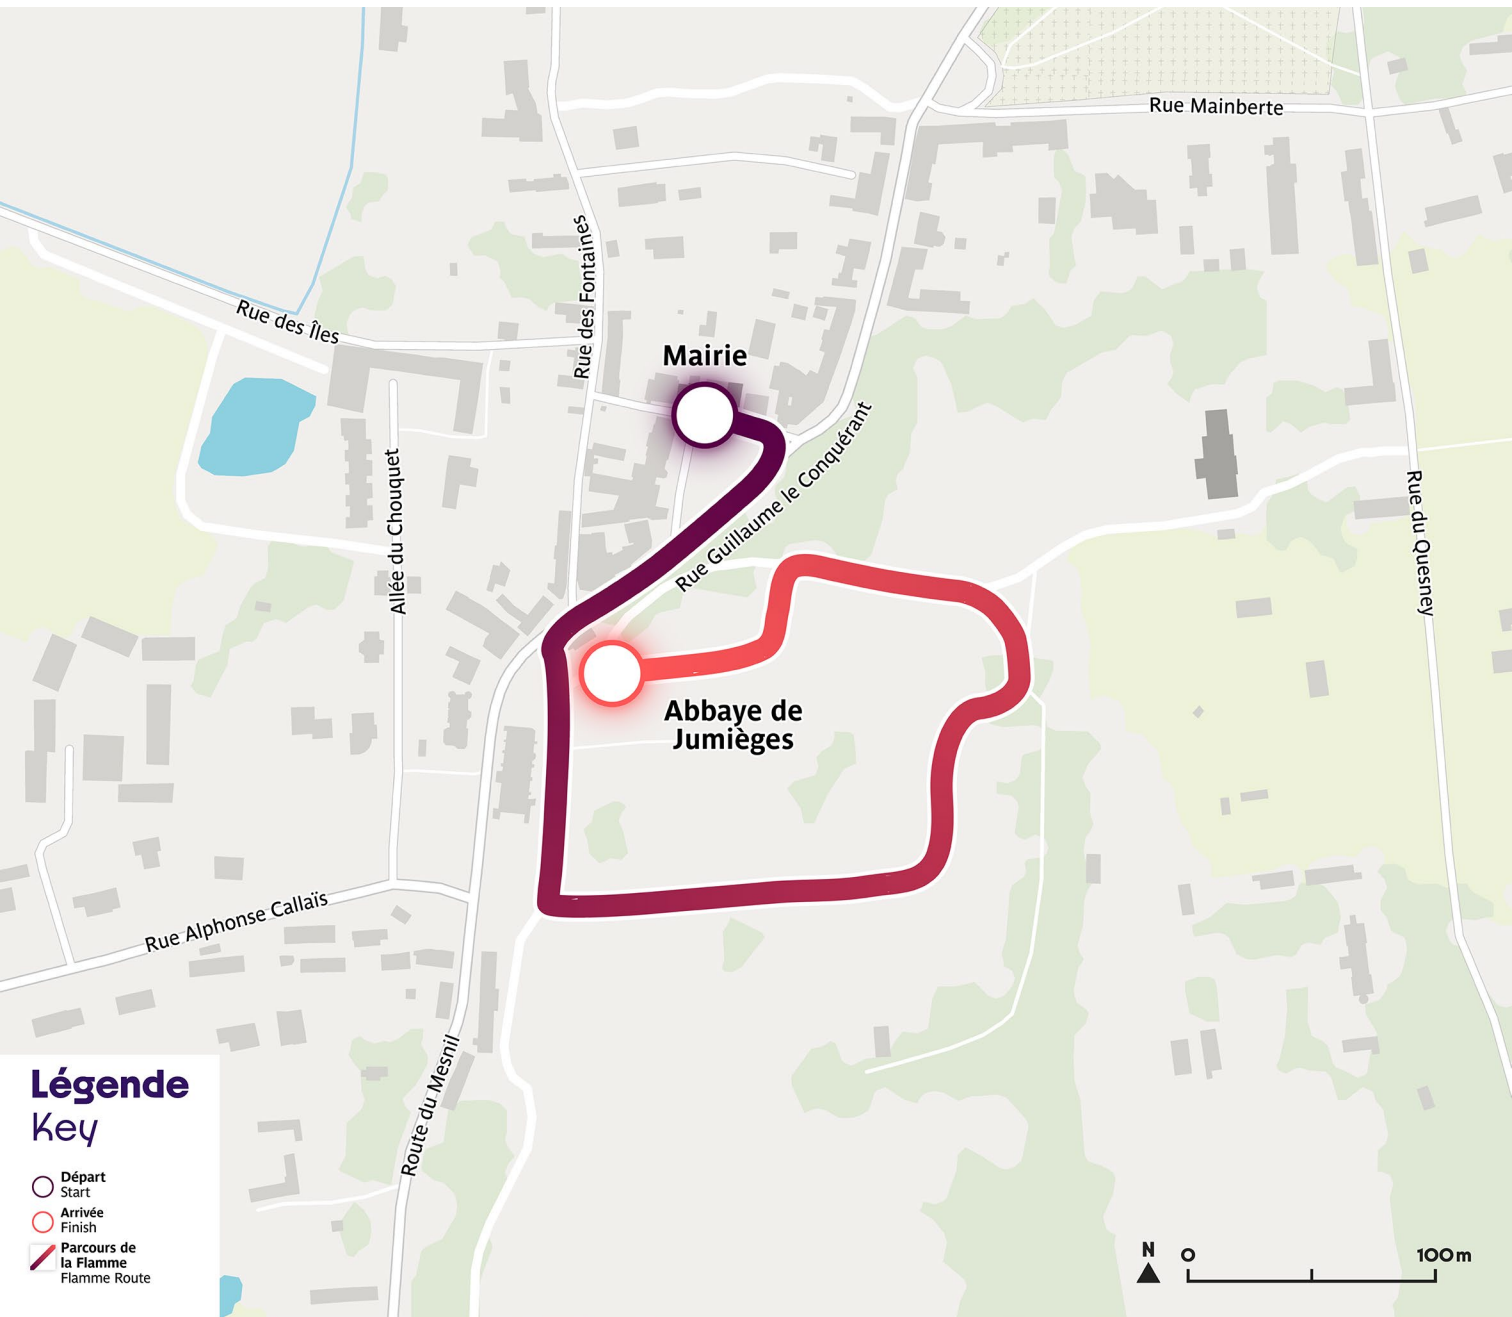 Rue Mainberte
Rue des Fontaines
Rue des Îles
Mairie
Rue Guillaume le Conquérant
Allée du Chouquet
Rue du Quesney
Abbaye de
Jumièges
Rue Alphonse Callaïs
Route du Mesnil
Légende
Key
Départ
Start
Arrivée
Finish
Parcours de
la Flamme
Flamme Route
N 0 100m